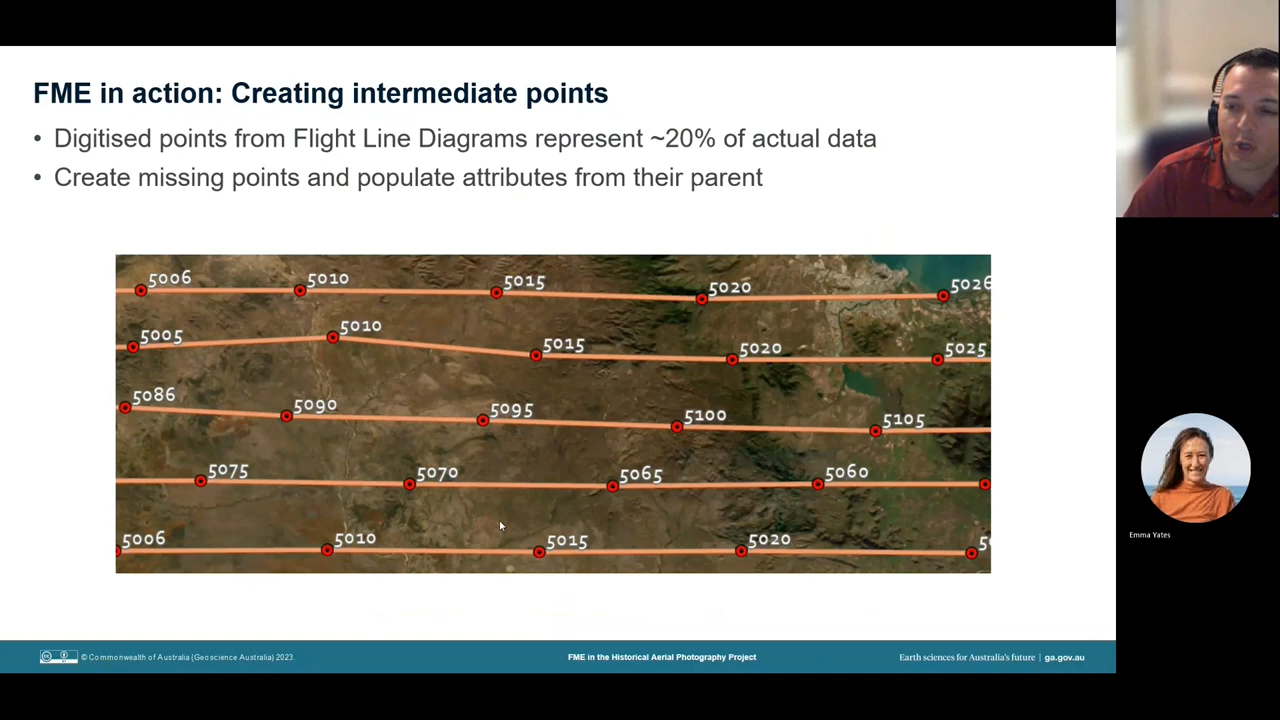 FME in action: Creating intermediate points
• Digitised points from Flight Line Diagrams represent ~20% of actual data
• Create missing points and populate attributes from their parent
5006 5010 5015 5020 5026
5005 5010 5015 5020 5025
5086 5090 5095 5100 5105
5075 5070 5065 5060
5006 5010 5015 5020
Emma Yates
© Commonwealth of Australia (Geoscience Australia) 2023. FME in the Historical Aerial Photography Project Earth sciences for Australia's future | ga.gov.au